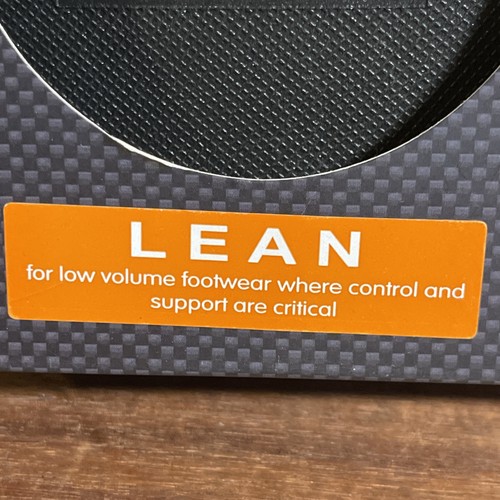 LEAN
for low volume footwear where control and
support are critical